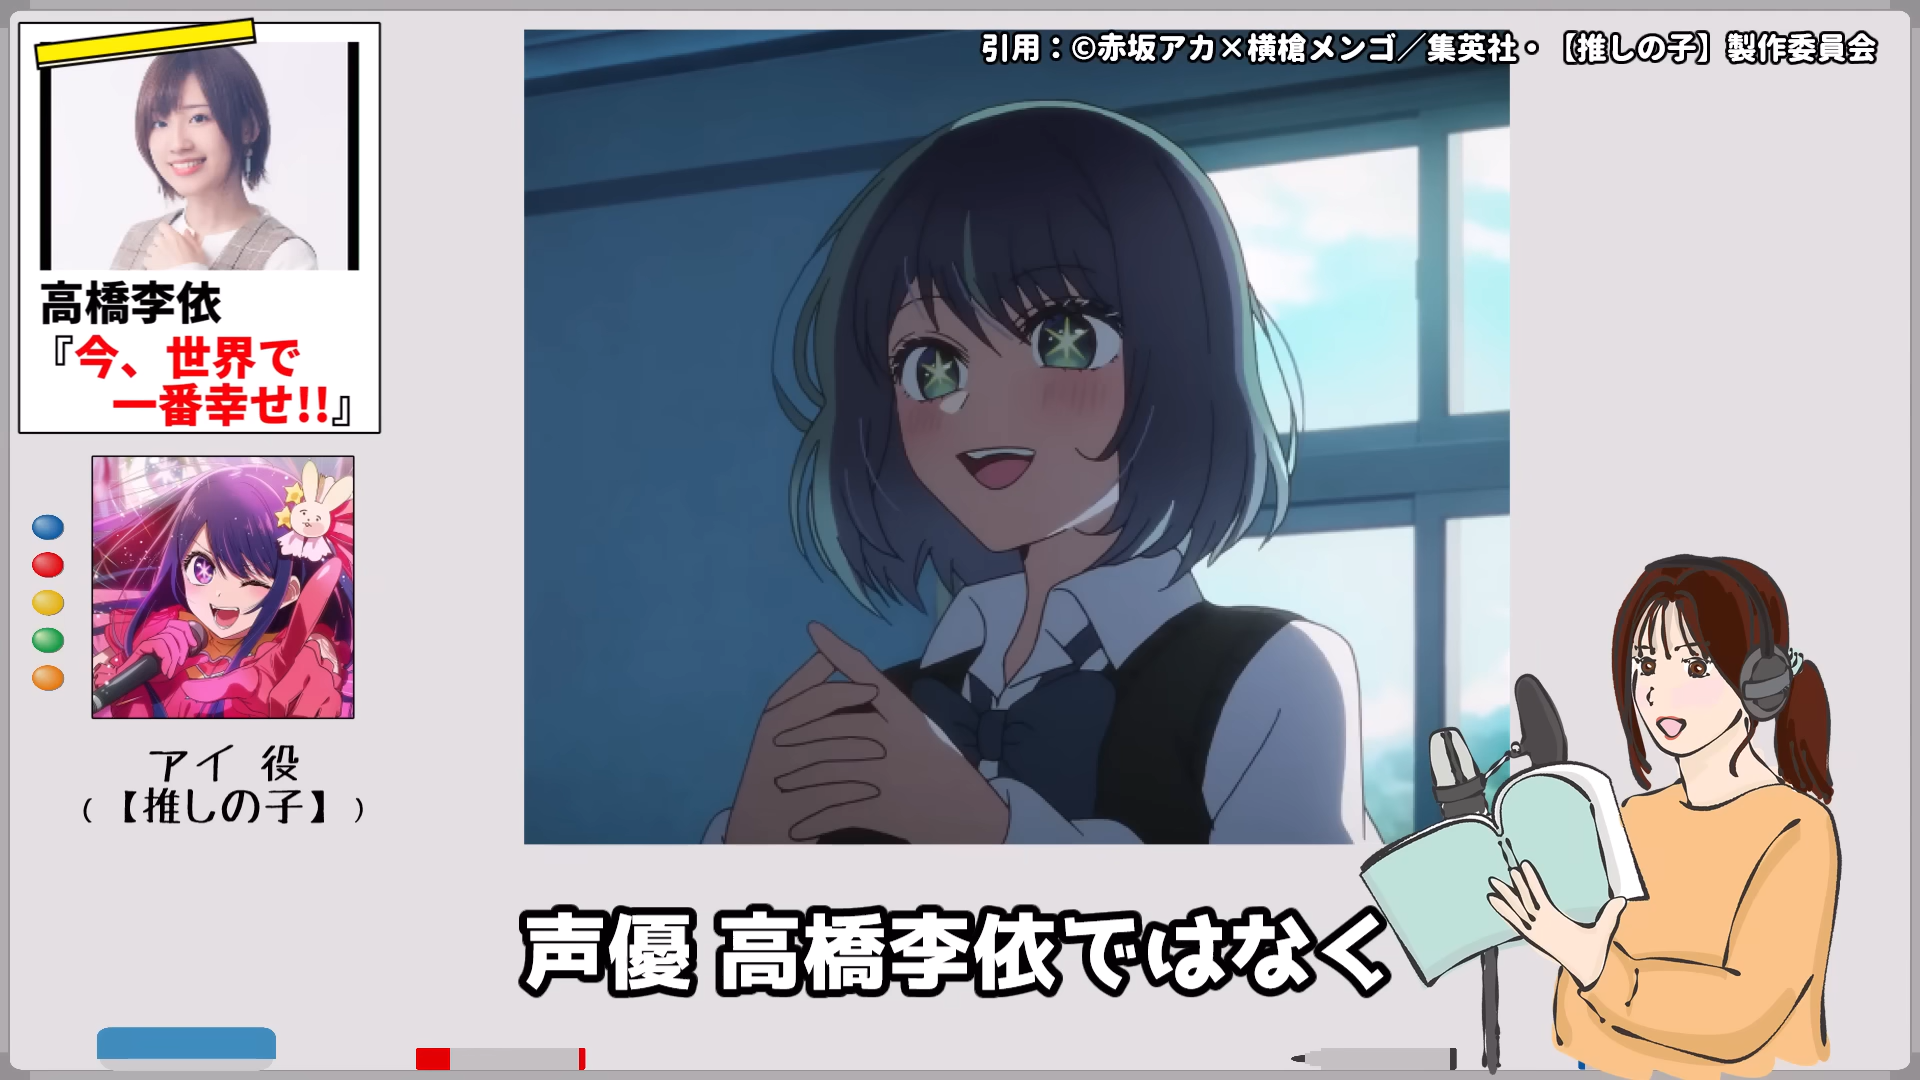 引用：©赤坂アカ×横槍メンゴ／集英社・【推しの子】製作委員会
高橋李依
『今、世界で
一番幸せ!!』
アイ 役
（【推しの子】）
声優 高橋李依ではなく